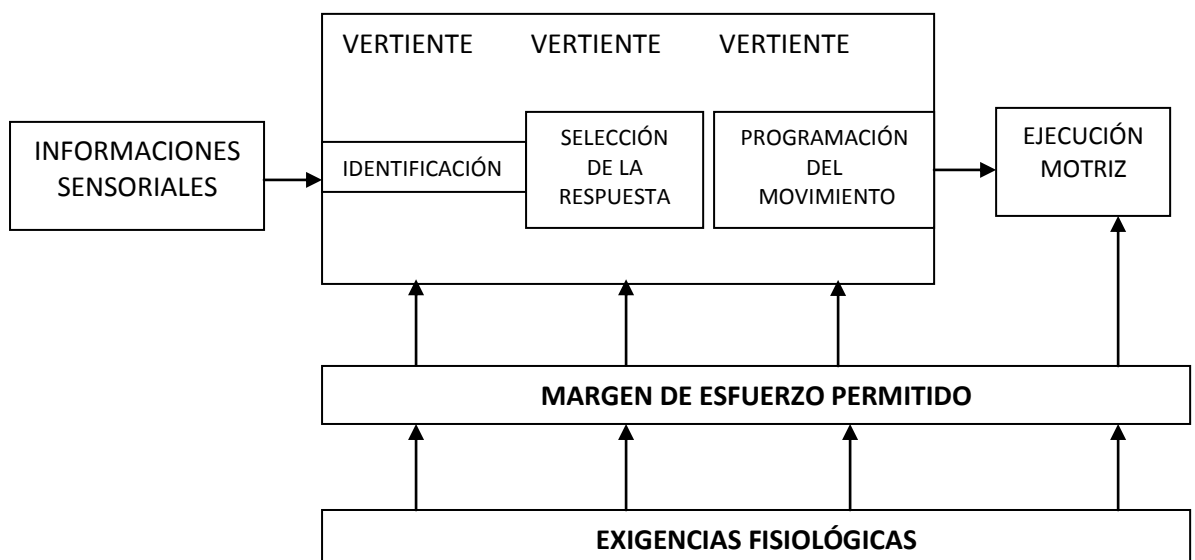 VERTIENTE VERTIENTE VERTIENTE
INFORMACIONES
SENSORIALES
IDENTIFICACIÓN
SELECCIÓN
DE LA
RESPUESTA
PROGRAMACIÓN
DEL
MOVIMIENTO
EJECUCIÓN
MOTRIZ
MARGEN DE ESFUERZO PERMITIDO
EXIGENCIAS FISIOLÓGICAS